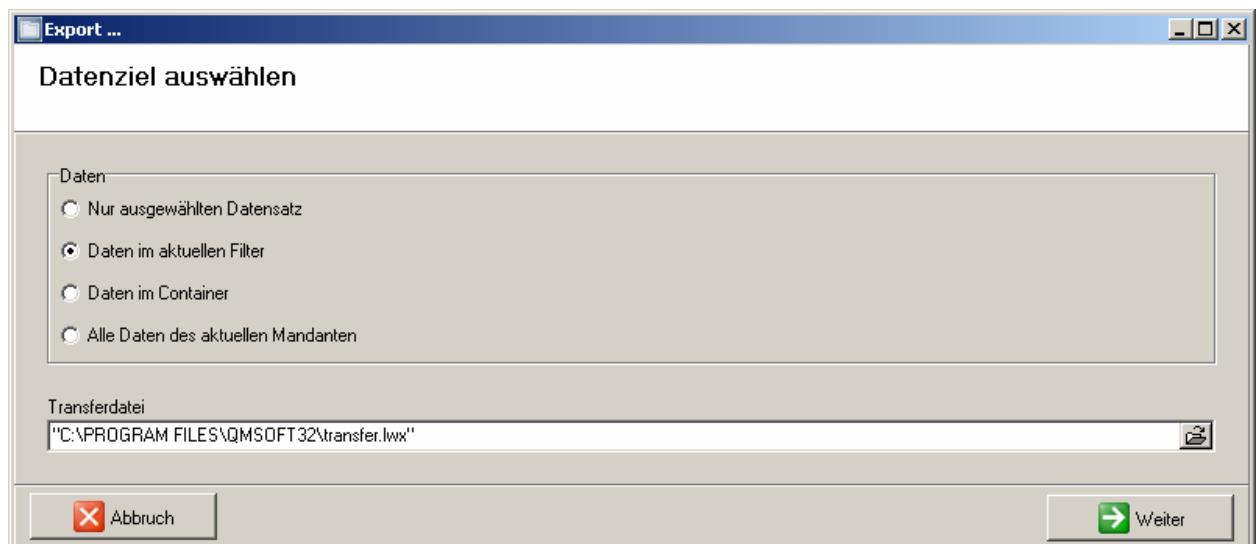 Export ...
Datenziel auswählen
Daten
Nur ausgewählten Datensatz
Daten im aktuellen Filter
Daten im Container
Alle Daten des aktuellen Mandanten
Transferdatei
"C:\PROGRAM FILES\QMSOFT32\transfer.lwx"
Abbruch
Weiter